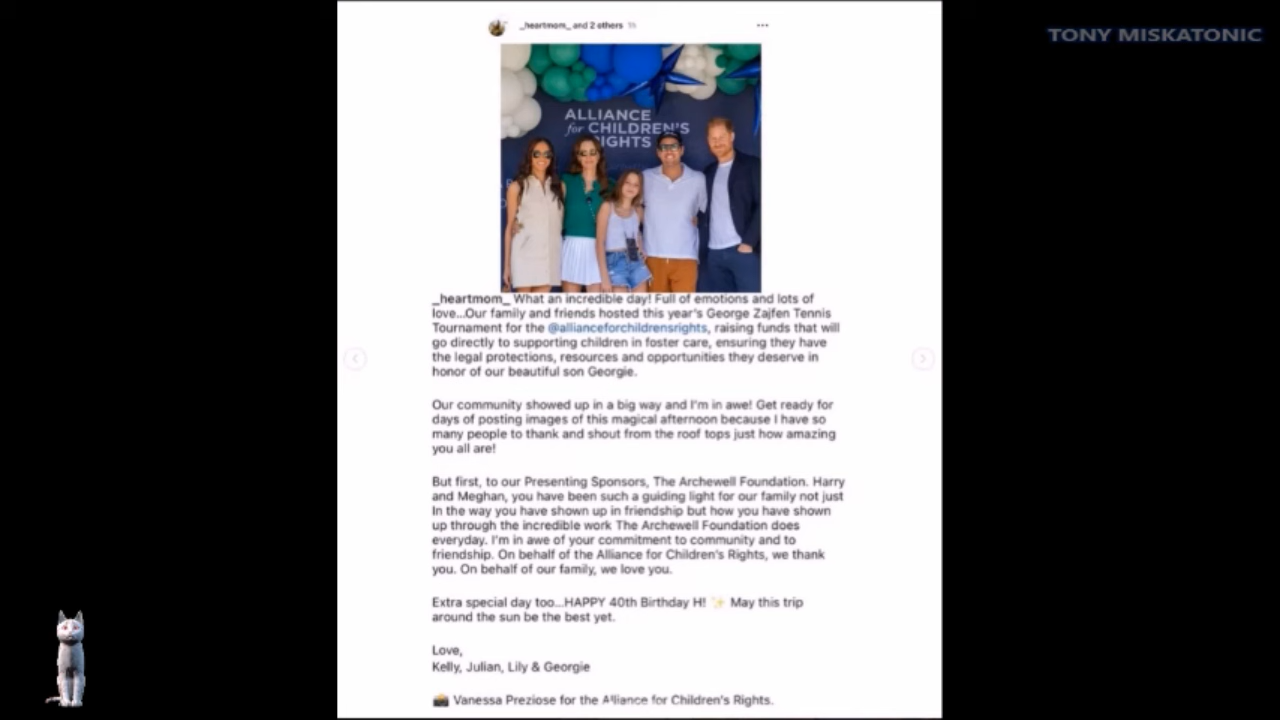 _heartmom_ and 2 others 1h
TONY MISKATONIC
ALLIANCE
for CHILDREN'S
RIGHTS
_heartmom_ What an incredible day! Full of emotions and lots of
love...Our family and friends hosted this year's George Zajfen Tennis
Tournament for the @allianceforchildrensrights, raising funds that will
go directly to supporting children in foster care, ensuring they have
the legal protections, resources and opportunities they deserve in
honor of our beautiful son Georgie.
Our community showed up in a big way and I'm in awe! Get ready for
days of posting images of this magical afternoon because I have so
many people to thank and shout from the roof tops just how amazing
you all are!
But first, to our Presenting Sponsors, The Archewell Foundation. Harry
and Meghan, you have been such a guiding light for our family not just
In the way you have shown up in friendship but how you have shown
up through the incredible work The Archewell Foundation does
everyday. I'm in awe of your commitment to community and to
friendship. On behalf of the Alliance for Children's Rights, we thank
you. On behalf of our family, we love you.
Extra special day too...HAPPY 40th Birthday H! ✨ May this trip
around the sun be the best yet.
Love,
Kelly, Julian, Lily & Georgie
📸 Vanessa Preziose for the Alliance for Children's Rights.